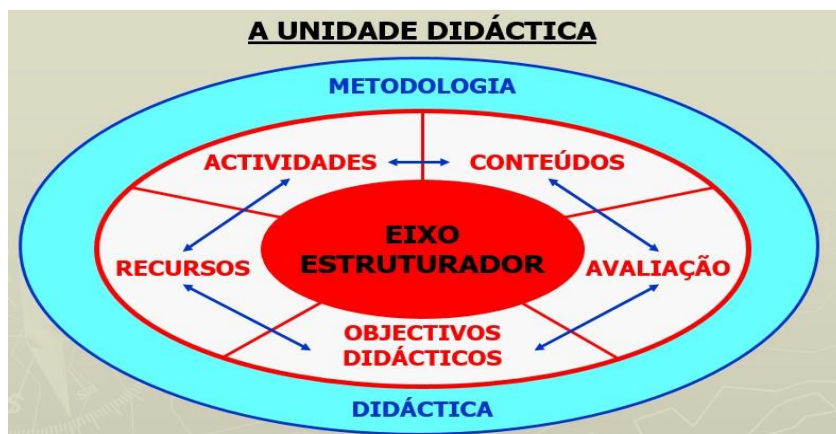 A UNIDADE DIDÁCTICA
METODOLOGIA
ACTIVIDADES
CONTEÚDOS
EIXO
ESTRUTURADOR
RECURSOS
AVALIAÇÃO
OBJECTIVOS
DIDÁCTICOS
DIDÁCTICA